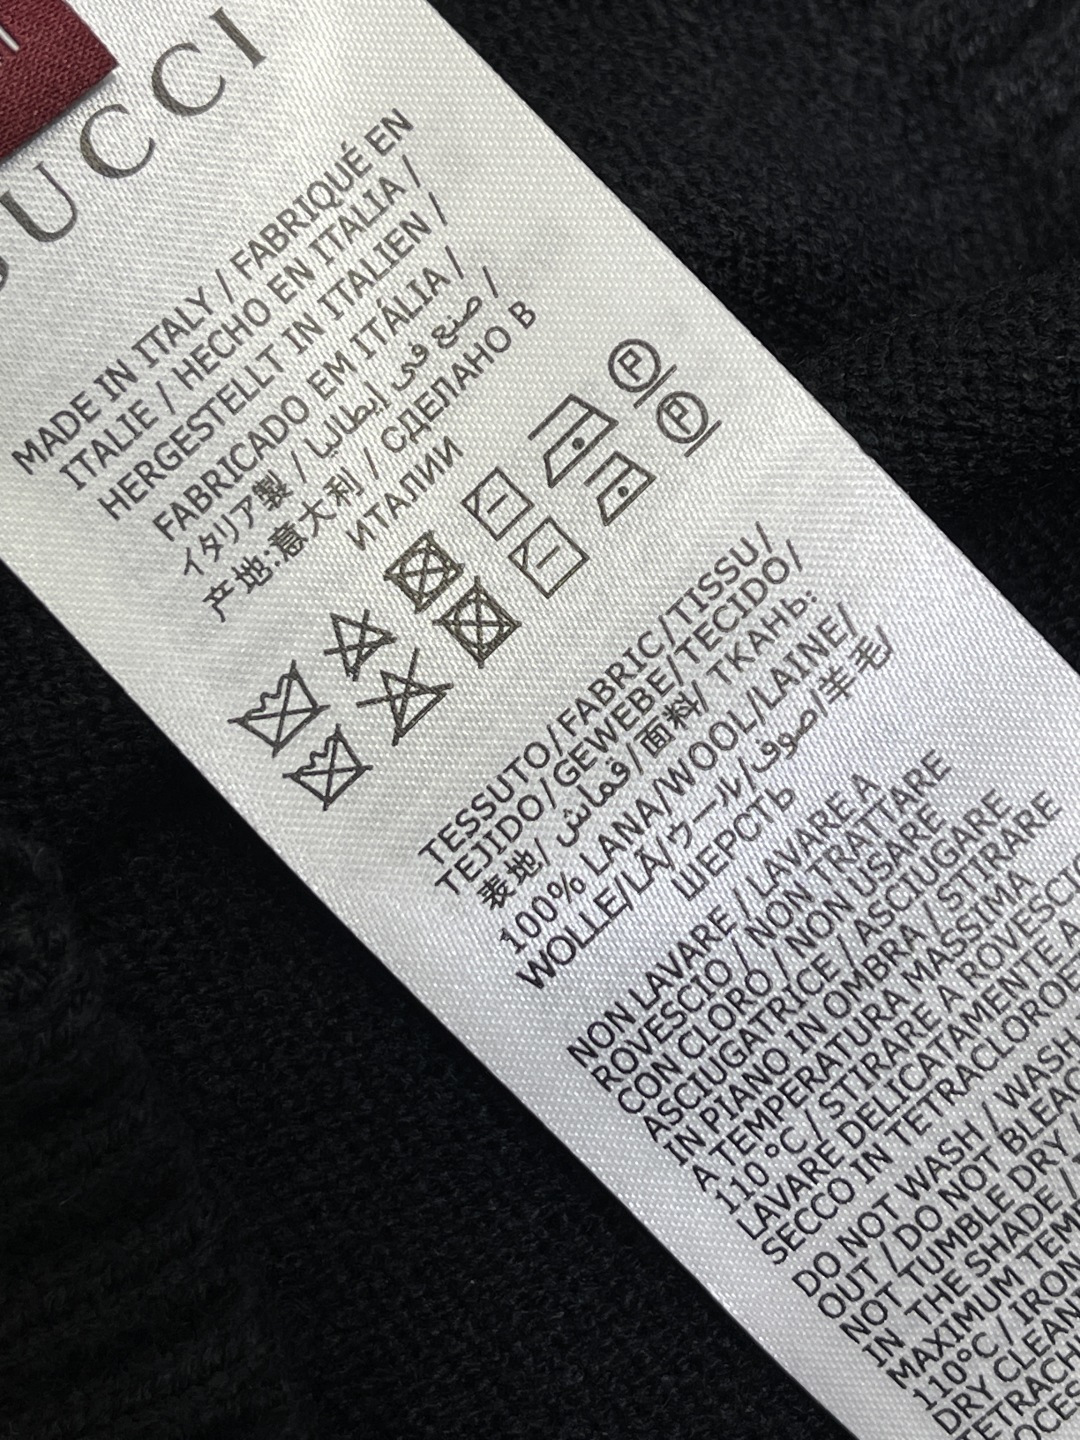 GUCCI
MADE IN ITALY / FABRIQUÉ EN
ITALIE / HECHO EN ITALIA /
HERGESTELLT IN ITALIEN /
FABRICADO EM ITÁLIA /
イタリア製 / صنع في إيطاليا /
产地:意大利 / СДЕЛАНО В
ИТАЛИИ
P
P
TESSUTO/FABRIC/TISSU/
TEJIDO/GEWEBE/TECIDO/
表地/قماش/面料/ ТКАНЬ:
100% LANA/WOOL/LAINE/
WOLLE/LÃ/ウール/صوف/羊毛/
ШЕРСТЬ
NON LAVARE / LAVARE A
ROVESCIO / NON TRATTARE
CON CLORO / NON USARE
ASCIUGATRICE / ASCIUGARE
IN PIANO IN OMBRA / STIRARE
A TEMPERATURA MASSIMA
110 °C / STIRARE A ROVESCIO
LAVARE DELICATAMENTE A
SECCO IN
DO NOT WASH / WASH
OUT / DO NOT
NOT TUMBLE DRY /
IN THE SHADE /
MAXIMUM
110°C / IRON
DRY